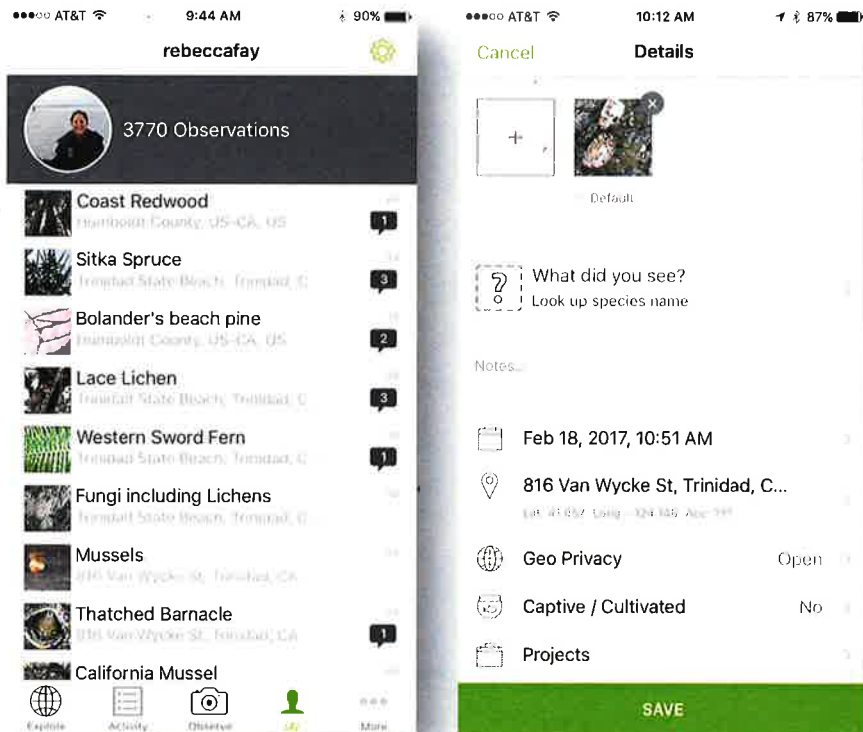 AT&T 9:44 AM 90%
rebeccafay
3770 Observations
Coast Redwood
Humboldt County, US-CA, US
1
Sitka Spruce
Trinidad State Beach, Trinidad, C
3
Bolander's beach pine
Humboldt County, US-CA, US
2
Lace Lichen
Trinidad State Beach, Trinidad, C
3
Western Sword Fern
Trinidad State Beach, Trinidad, C
1
Fungi including Lichens
Trinidad State Beach, Trinidad, C
Mussels
816 Van Wycke St, Trinidad, CA
Thatched Barnacle
816 Van Wycke St, Trinidad, CA
1
California Mussel
Explore Activity Observe Me More
AT&T 10:12 AM 87%
Cancel Details
Default
What did you see?
Look up species name
Notes...
Feb 18, 2017, 10:51 AM
816 Van Wycke St, Trinidad, C...
Geo Privacy Open
Captive / Cultivated No
Projects
SAVE